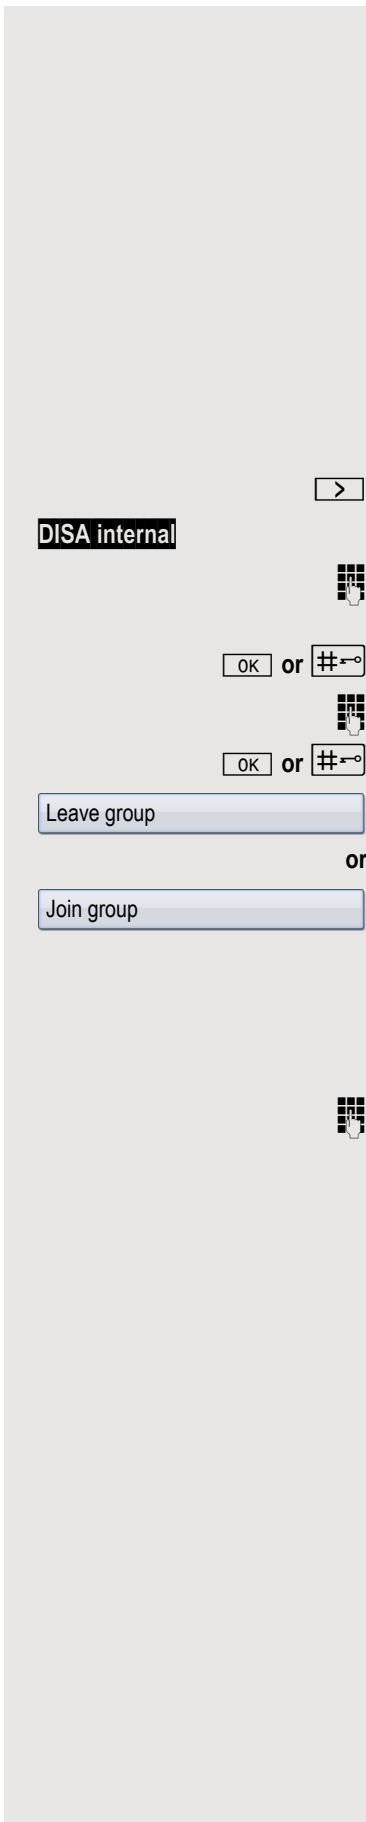 >
DISA internal
OK or #
OK or #
Leave group
or
Join group